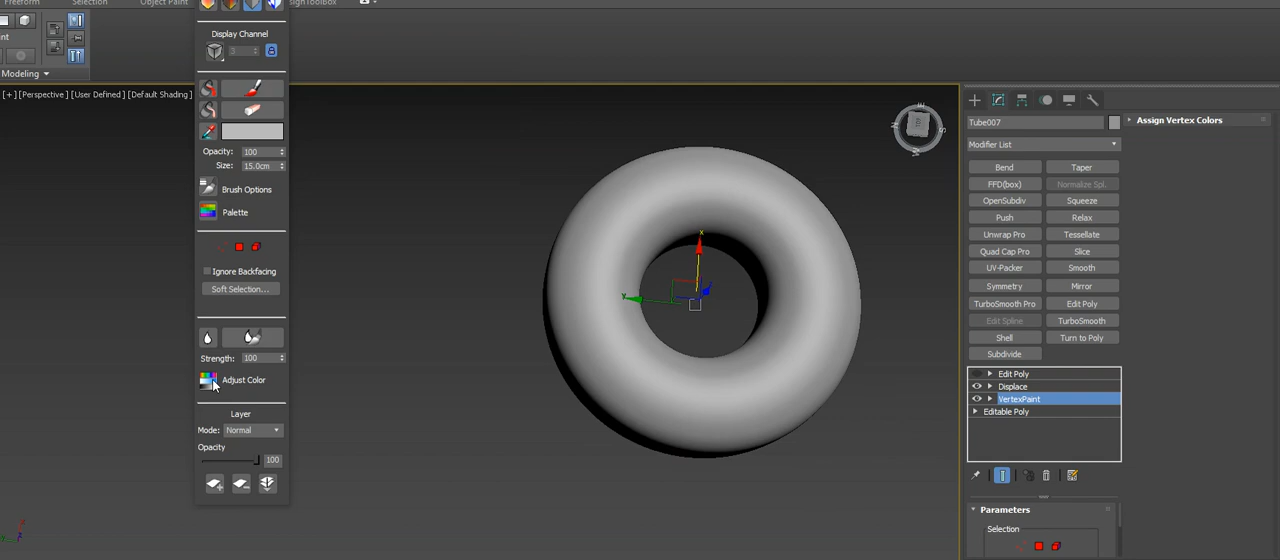 Freeform Selection Object Paint
Display Channel
3
nt
Modeling
[+] [Perspective] [User Defined] [Default Shading]
Opacity: 100
Size: 15.0cm
Brush Options
Palette
Ignore Backfacing
Soft Selection...
Strength: 100
Adjust Color
Layer
Mode: Normal
Opacity
100
x
y
Tube007
Assign Vertex Colors
Modifier List
Bend Taper
FFD(box) Normalize Spl.
OpenSubdiv Squeeze
Push Relax
Unwrap Pro Tessellate
Quad Cap Pro Slice
UV-Packer Smooth
Symmetry Mirror
TurboSmooth Pro Edit Poly
Edit Spline TurboSmooth
Shell Turn to Poly
Subdivide
Edit Poly
Displace
VertexPaint
Editable Poly
Parameters
Selection